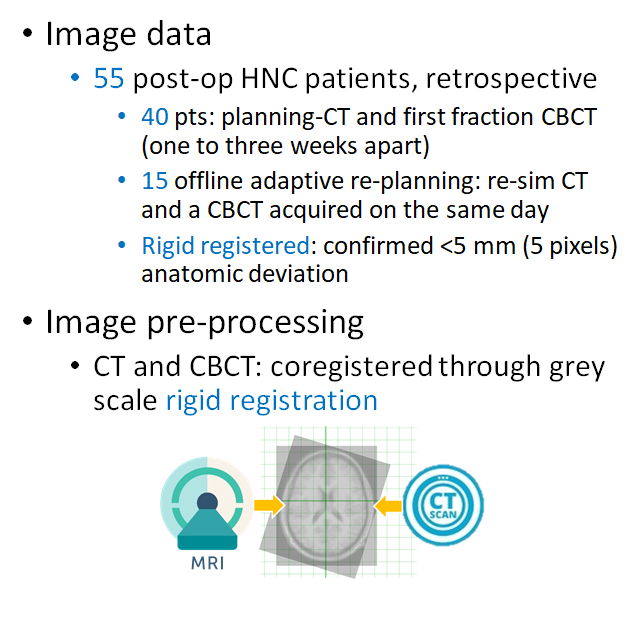 • Image data
• 55 post-op HNC patients, retrospective
• 40 pts: planning-CT and first fraction CBCT
(one to three weeks apart)
• 15 offline adaptive re-planning: re-sim CT
and a CBCT acquired on the same day
• Rigid registered: confirmed <5 mm (5 pixels)
anatomic deviation
• Image pre-processing
• CT and CBCT: coregistered through grey
scale rigid registration
MRI
CT
SCAN